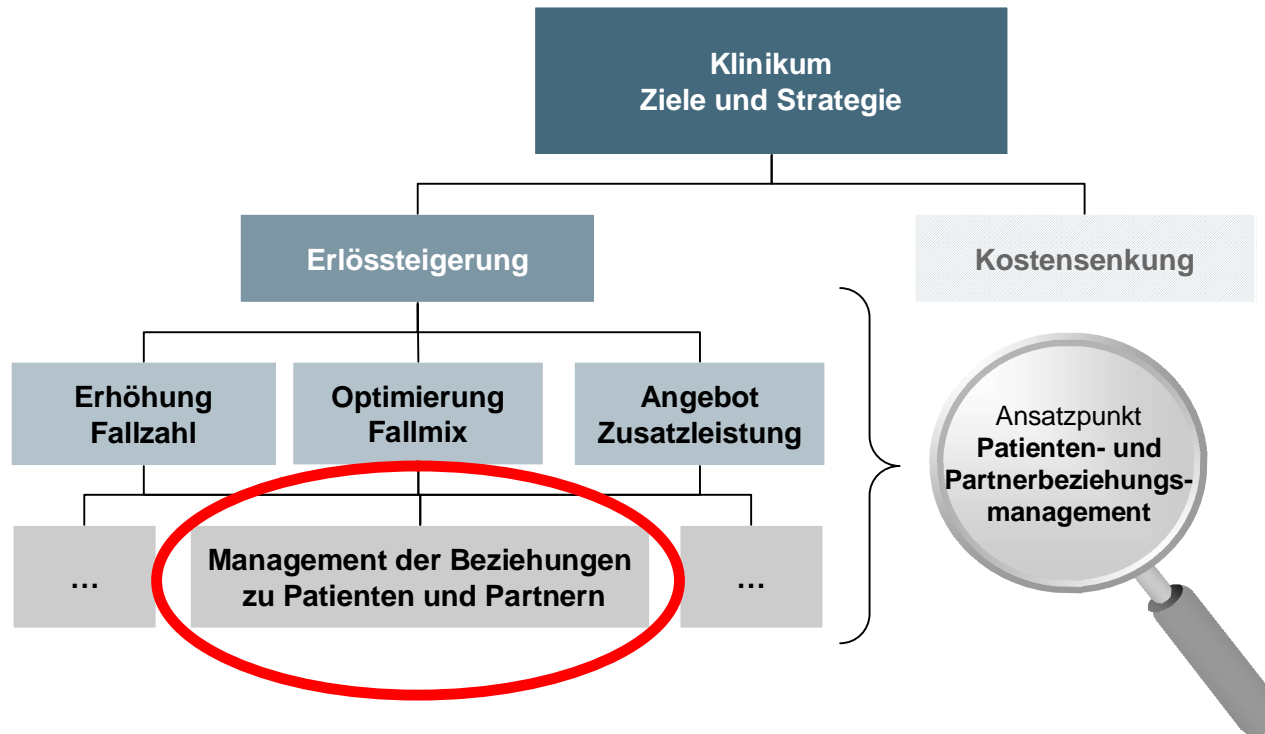 Klinikum
Ziele und Strategie
Erlössteigerung
Kostensenkung
Erhöhung
Fallzahl
Optimierung
Fallmix
Angebot
Zusatzleistung
Ansatzpunkt
Patienten- und
Partnerbeziehungs-
management
...
Management der Beziehungen
zu Patienten und Partnern
...